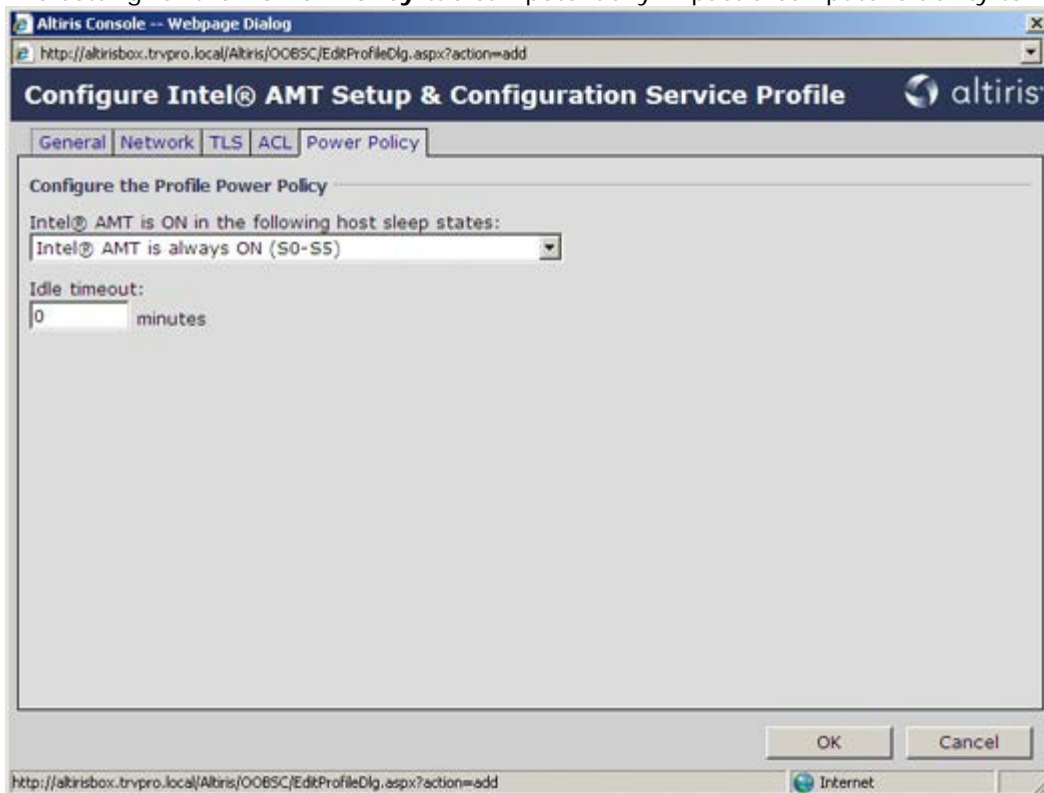 Altiris Console -- Webpage Dialog
http://altirisbox.trvpro.local/Altiris/OOBSC/EditProfileDlg.aspx?action=add
Configure Intel® AMT Setup & Configuration Service Profile
altiris
General Network TLS ACL Power Policy
Configure the Profile Power Policy
Intel® AMT is ON in the following host sleep states:
Intel® AMT is always ON (S0-S5)
Idle timeout:
0 minutes
OK Cancel
http://altirisbox.trvpro.local/Altiris/OOBSC/EditProfileDlg.aspx?action=add Internet